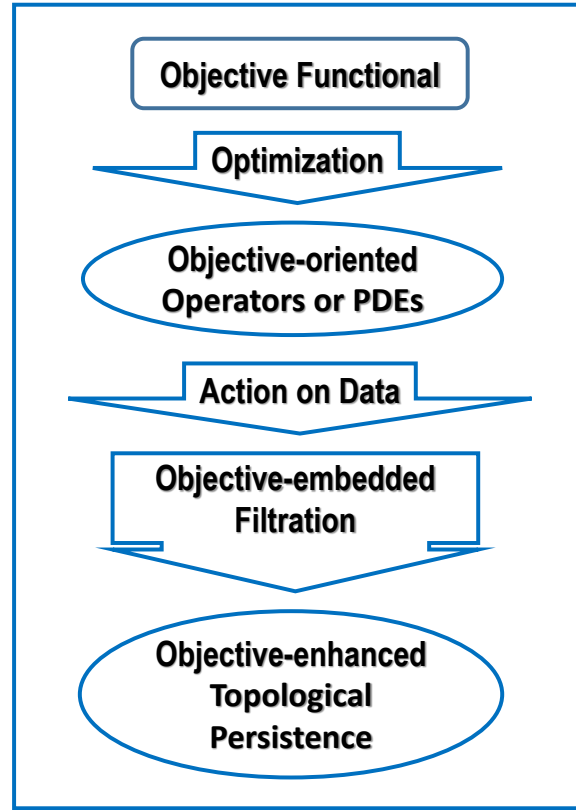 Objective Functional
Optimization
Objective-oriented
Operators or PDEs
Action on Data
Objective-embedded
Filtration
Objective-enhanced
Topological
Persistence